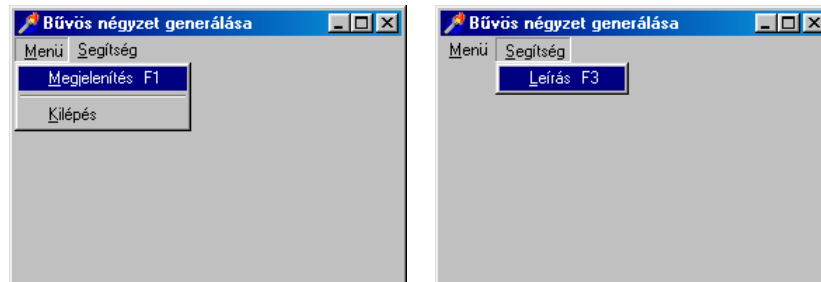 Bűvös négyzet generálása
Menü Segítség
Megjelenítés F1
Kilépés
Bűvös négyzet generálása
Menü Segítség
Leírás F3